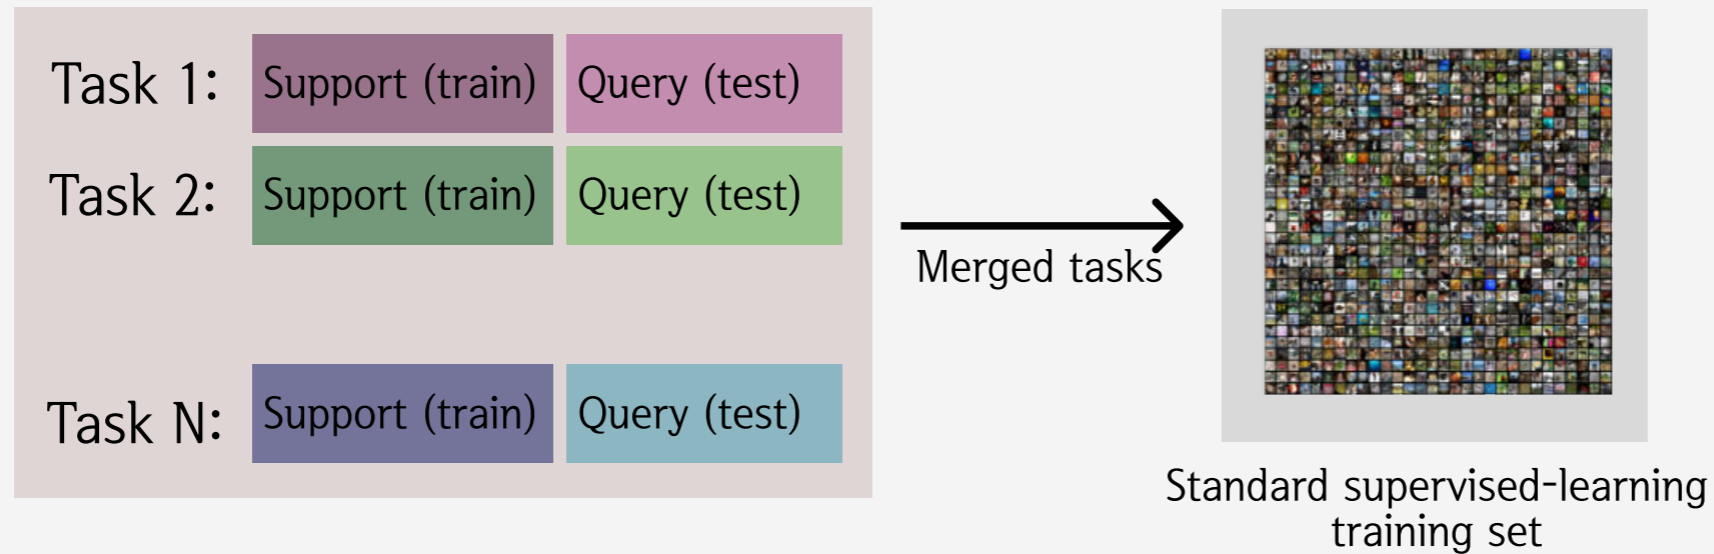 Task 1: Support (train) Query (test)
Task 2: Support (train) Query (test)
Task N: Support (train) Query (test)
Merged tasks
Standard supervised-learning
training set